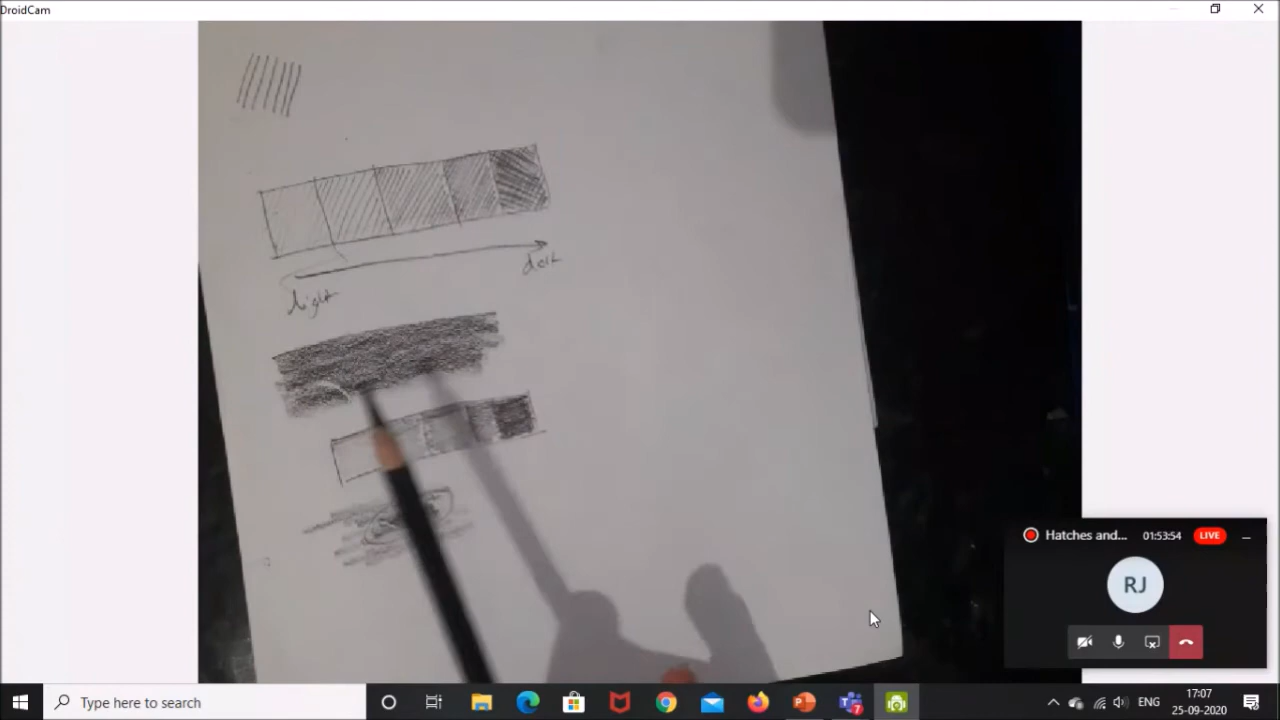 DroidCam
dark
light
Hatches and...
01:53:54
LIVE
RJ
Type here to search
7
ENG
17:07
25-09-2020